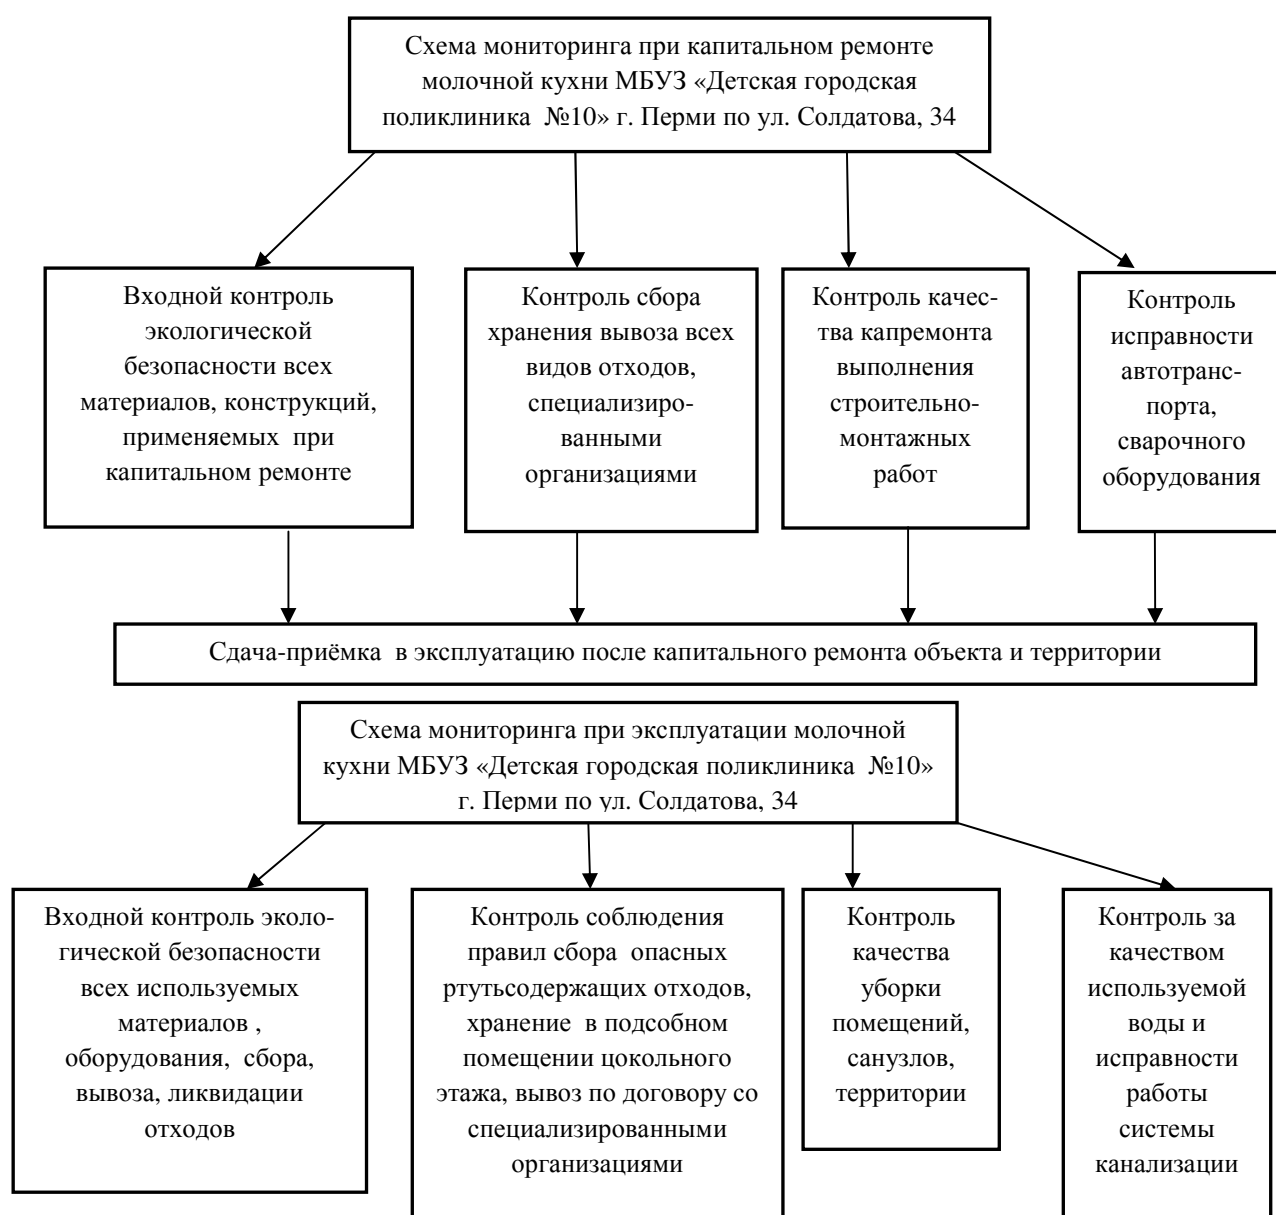 Схема мониторинга при капитальном ремонте
молочной кухни МБУЗ «Детская городская
поликлиника №10» г. Перми по ул. Солдатова, 34
Входной контроль
экологической
безопасности всех
материалов, конструкций,
применяемых при
капитальном ремонте
Контроль сбора
хранения вывоза всех
видов отходов,
специализиро-
ванными
организациями
Контроль качес-
тва капремонта
выполнения
строительно-
монтажных
работ
Контроль
исправности
автотранс-
порта,
сварочного
оборудования
Сдача-приёмка в эксплуатацию после капитального ремонта объекта и территории
Схема мониторинга при эксплуатации молочной
кухни МБУЗ «Детская городская поликлиника №10»
г. Перми по ул. Солдатова, 34
Входной контроль эколо-
гической безопасности
всех используемых
материалов ,
оборудования, сбора,
вывоза, ликвидации
отходов
Контроль соблюдения
правил сбора опасных
ртутьсодержащих отходов,
хранение в подсобном
помещении цокольного
этажа, вывоз по договору со
специализированными
организациями
Контроль
качества
уборки
помещений,
санузлов,
территории
Контроль за
качеством
используемой
воды и
исправности
работы
системы
канализации